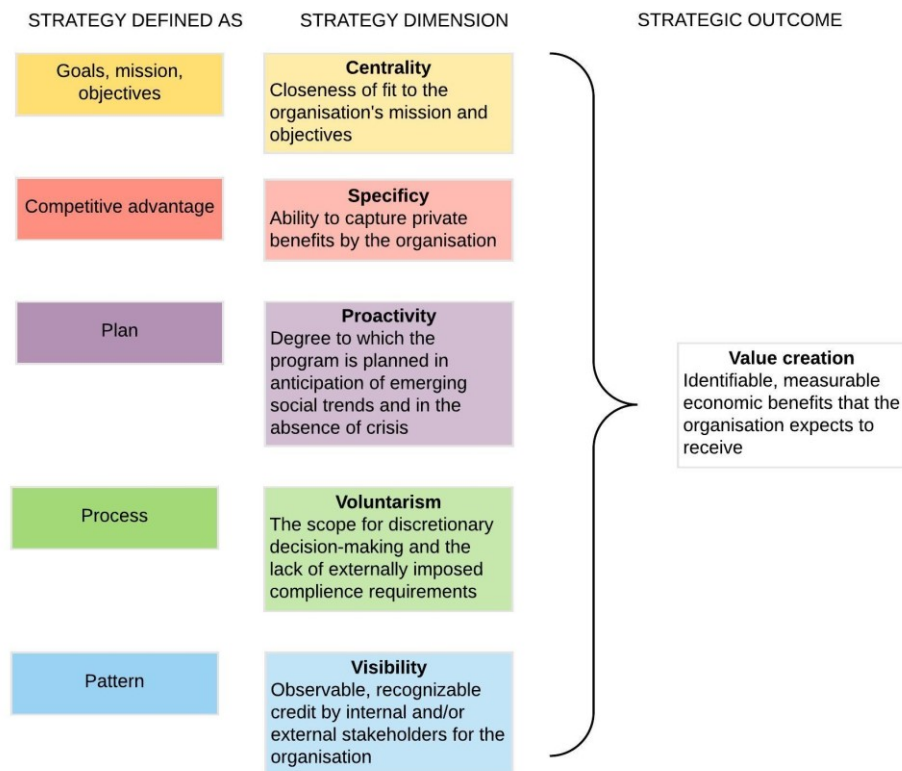 STRATEGY DEFINED AS
STRATEGY DIMENSION
STRATEGIC OUTCOME
Goals, mission,
objectives
Centrality
Closeness of fit to the
organisation's mission and
objectives
Competitive advantage
Specificy
Ability to capture private
benefits by the organisation
Plan
Proactivity
Degree to which the
program is planned in
anticipation of emerging
social trends and in the
absence of crisis
Process
Voluntarism
The scope for discretionary
decision-making and the
lack of externally imposed
complience requirements
Pattern
Visibility
Observable, recognizable
credit by internal and/or
external stakeholders for the
organisation
Value creation
Identifiable, measurable
economic benefits that the
organisation expects to
receive